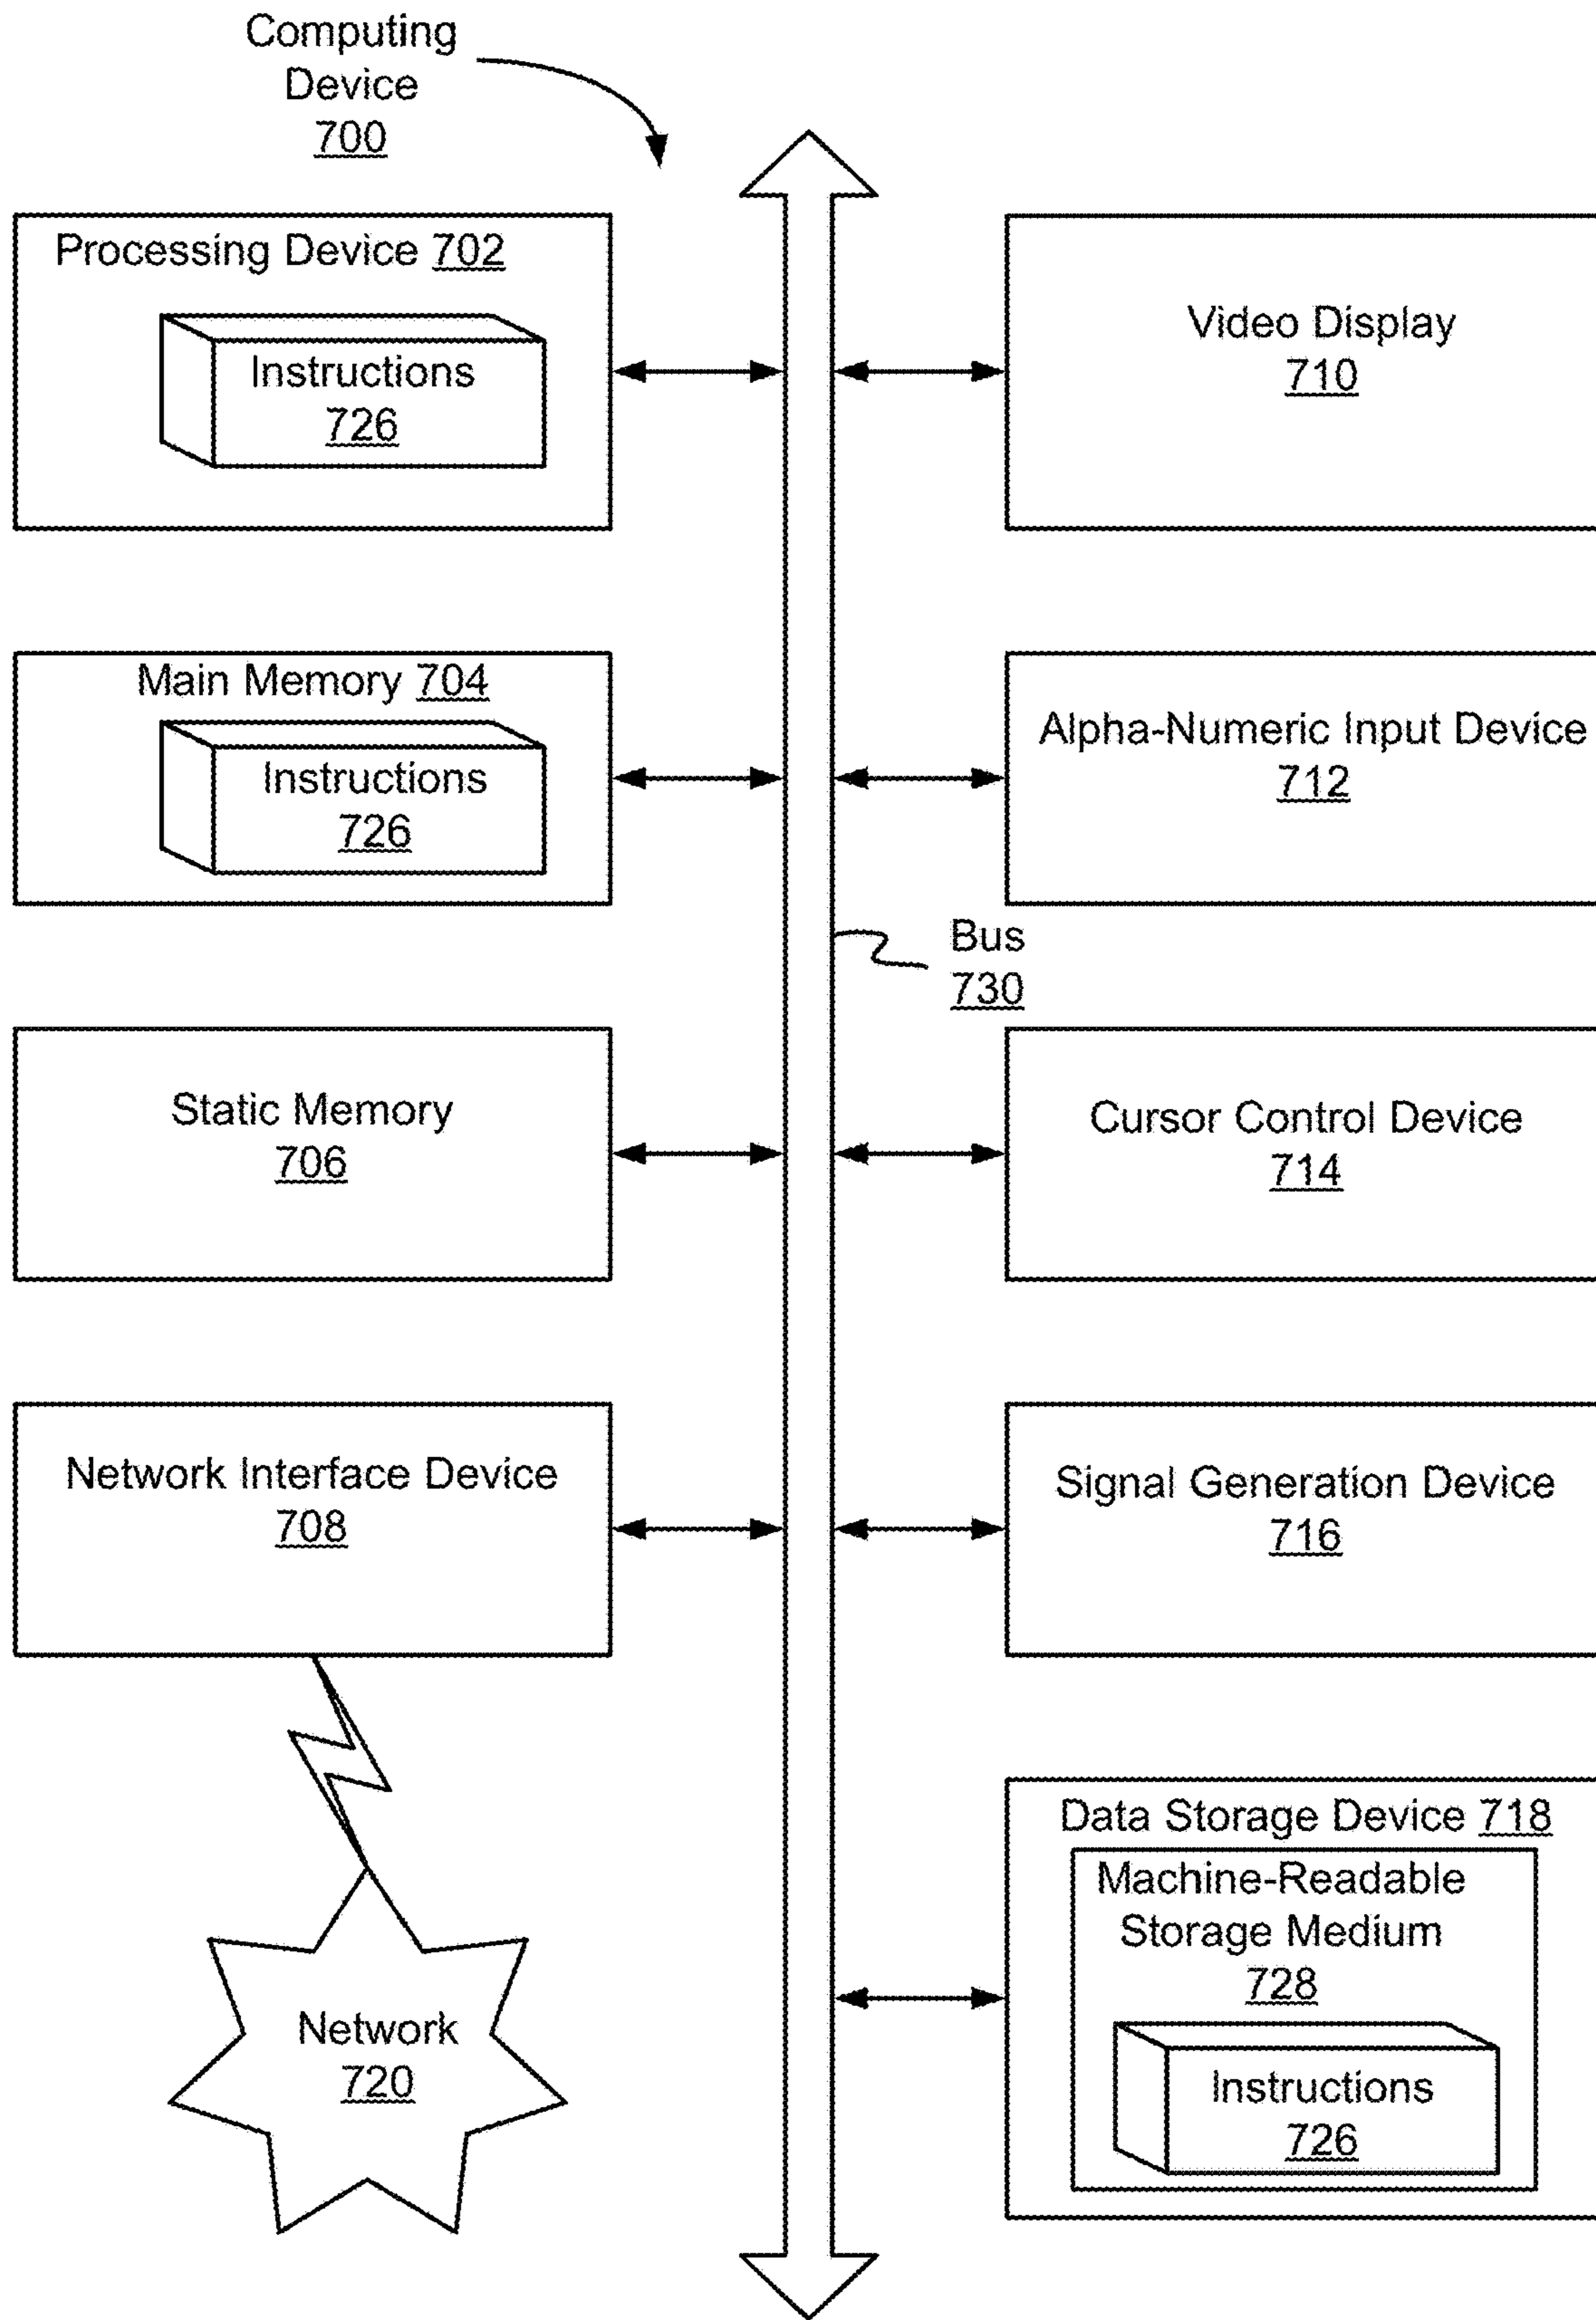 Computing
Device
700
Processing Device 702
Instructions
726
Video Display
710
Main Memory 704
Instructions
726
Alpha-Numeric Input Device
712
Bus
730
Static Memory
706
Cursor Control Device
714
Network Interface Device
708
Signal Generation Device
716
Data Storage Device 718
Machine-Readable
Storage Medium
728
Instructions
726
Network
720